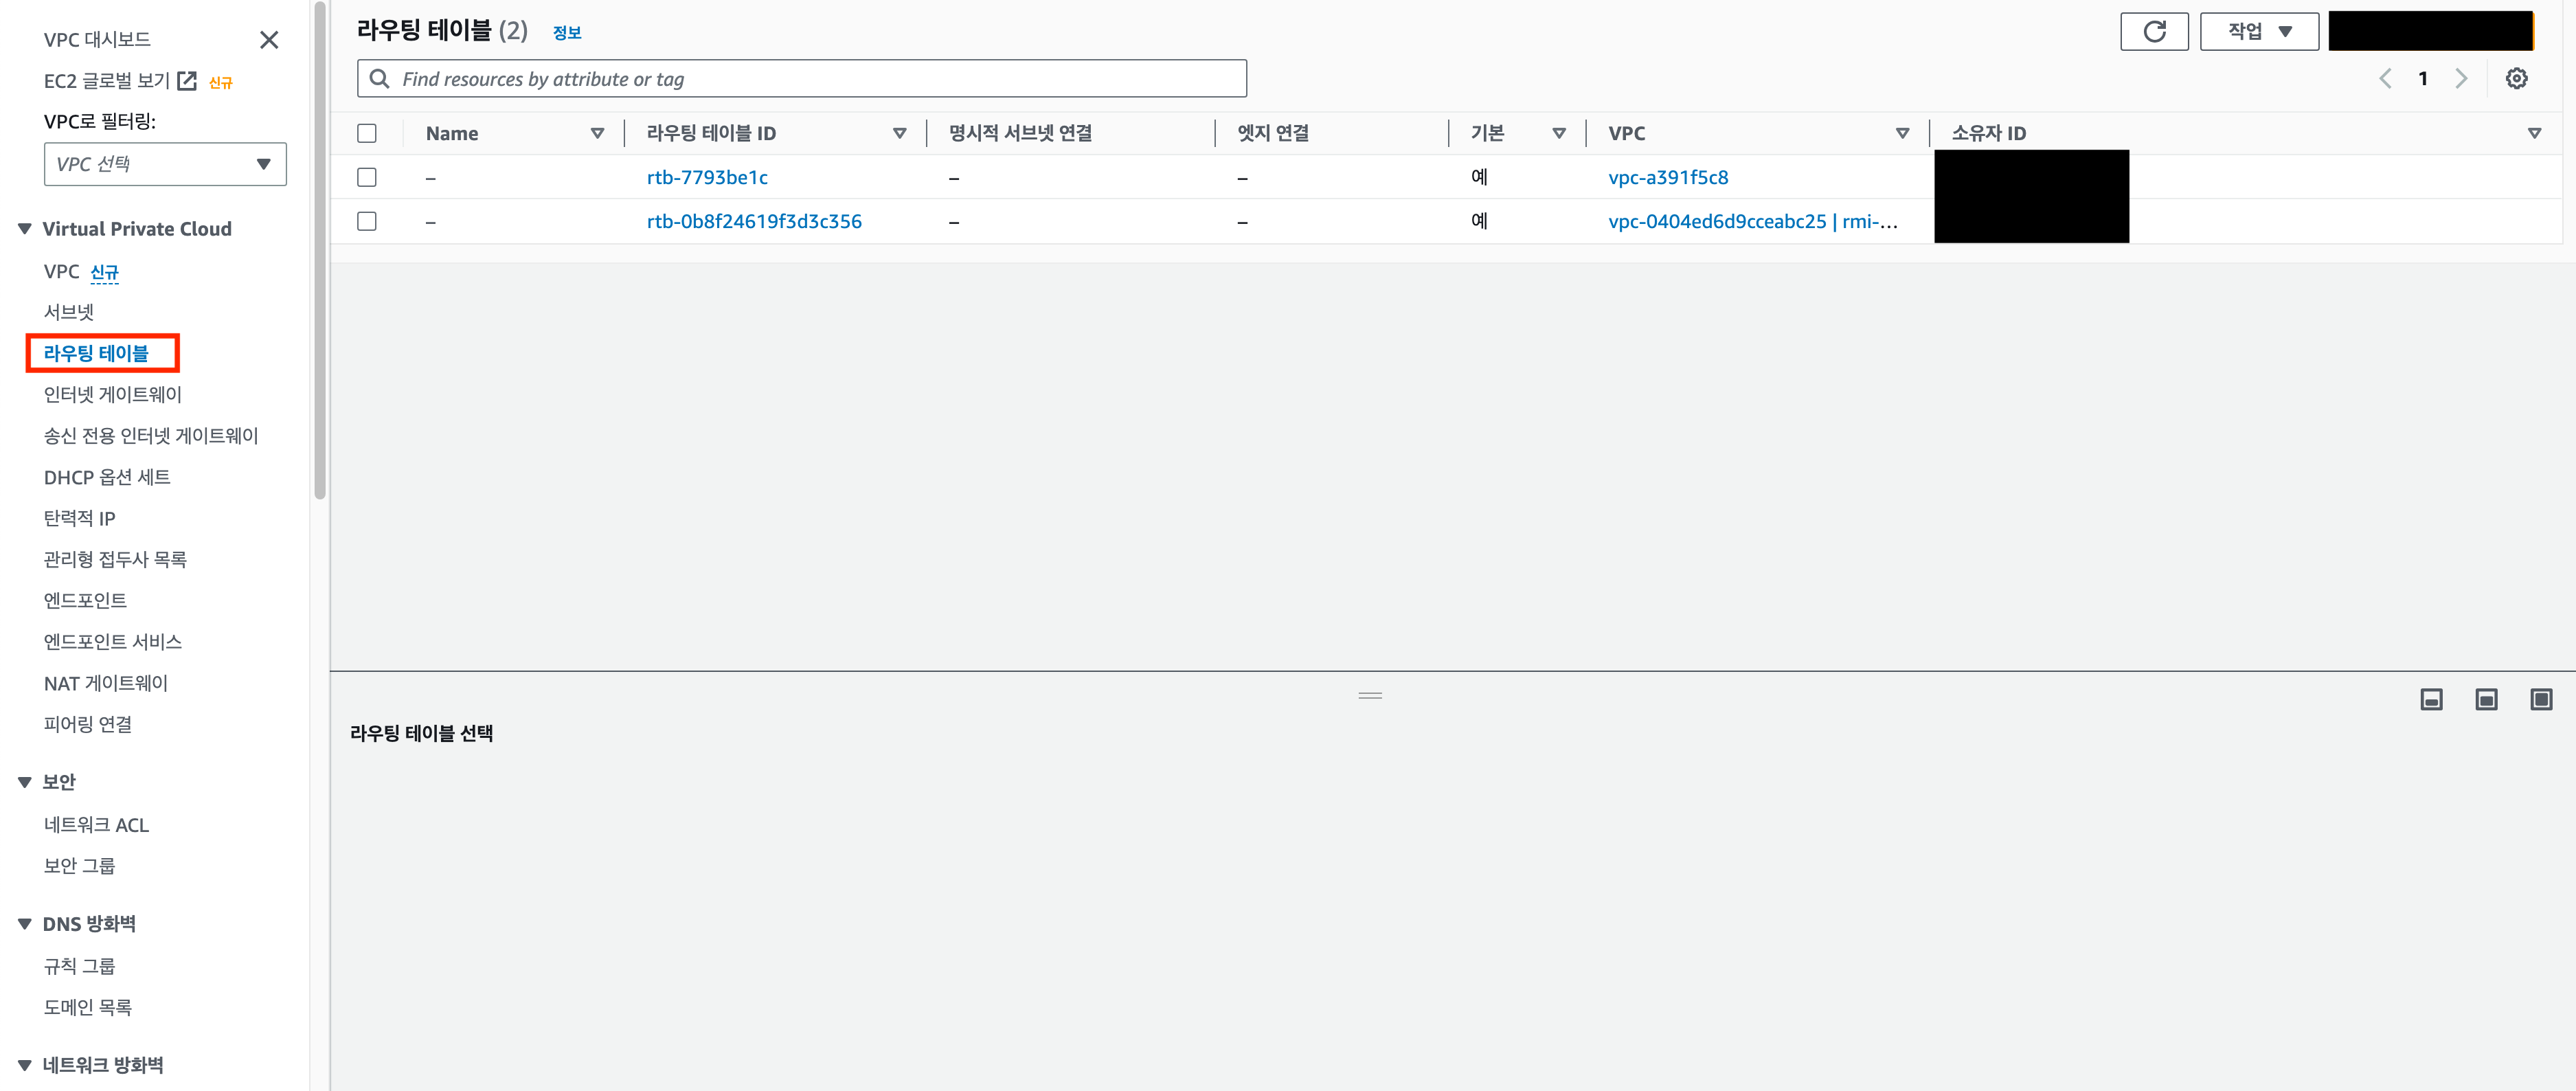 VPC 대시보드
EC2 글로벌 보기 신규
VPC로 필터링:
VPC 선택
Virtual Private Cloud
VPC 신규
서브넷
라우팅 테이블
인터넷 게이트웨이
송신 전용 인터넷 게이트웨이
DHCP 옵션 세트
탄력적 IP
관리형 접두사 목록
엔드포인트
엔드포인트 서비스
NAT 게이트웨이
피어링 연결
보안
네트워크 ACL
보안 그룹
DNS 방화벽
규칙 그룹
도메인 목록
네트워크 방화벽
라우팅 테이블 (2) 정보
작업
Find resources by attribute or tag
1
Name 라우팅 테이블 ID 명시적 서브넷 연결 엣지 연결 기본 VPC 소유자 ID
– rtb-7793be1c – – 예 vpc-a391f5c8
– rtb-0b8f24619f3d3c356 – – 예 vpc-0404ed6d9cceabc25 | rmi-...
라우팅 테이블 선택